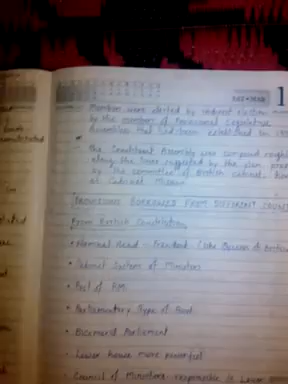 Members were elected by indirect election
by the members of Provincial Legislative
Assemblies that had been established in 193
the Constituent Assembly was composed roughly
along the lines suggested by the plan prop
by the committee of British cabinet. know
as Cabinet Mission
PROVISIONS BORROWED FROM DIFFERENT COUN
From British Constitution
• Nominal Head - President (like Queen of Britain
• Cabinet System of Ministers
• Post of PM
• Parliamentary Type of Govt
• Bicameral Parliament
• Lower house more powerful
• Council of Ministers responsible to Lower